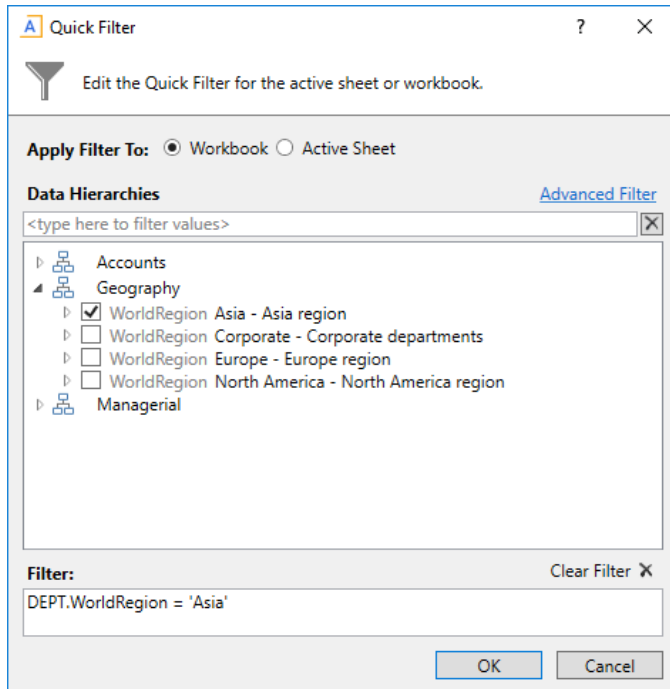 A Quick Filter ?
Edit the Quick Filter for the active sheet or workbook.
Apply Filter To: Workbook Active Sheet
Data Hierarchies Advanced Filter
<type here to filter values>
Accounts
Geography
WorldRegion Asia - Asia region
WorldRegion Corporate - Corporate departments
WorldRegion Europe - Europe region
WorldRegion North America - North America region
Managerial
Filter: Clear Filter
DEPT.WorldRegion = 'Asia'
OK Cancel